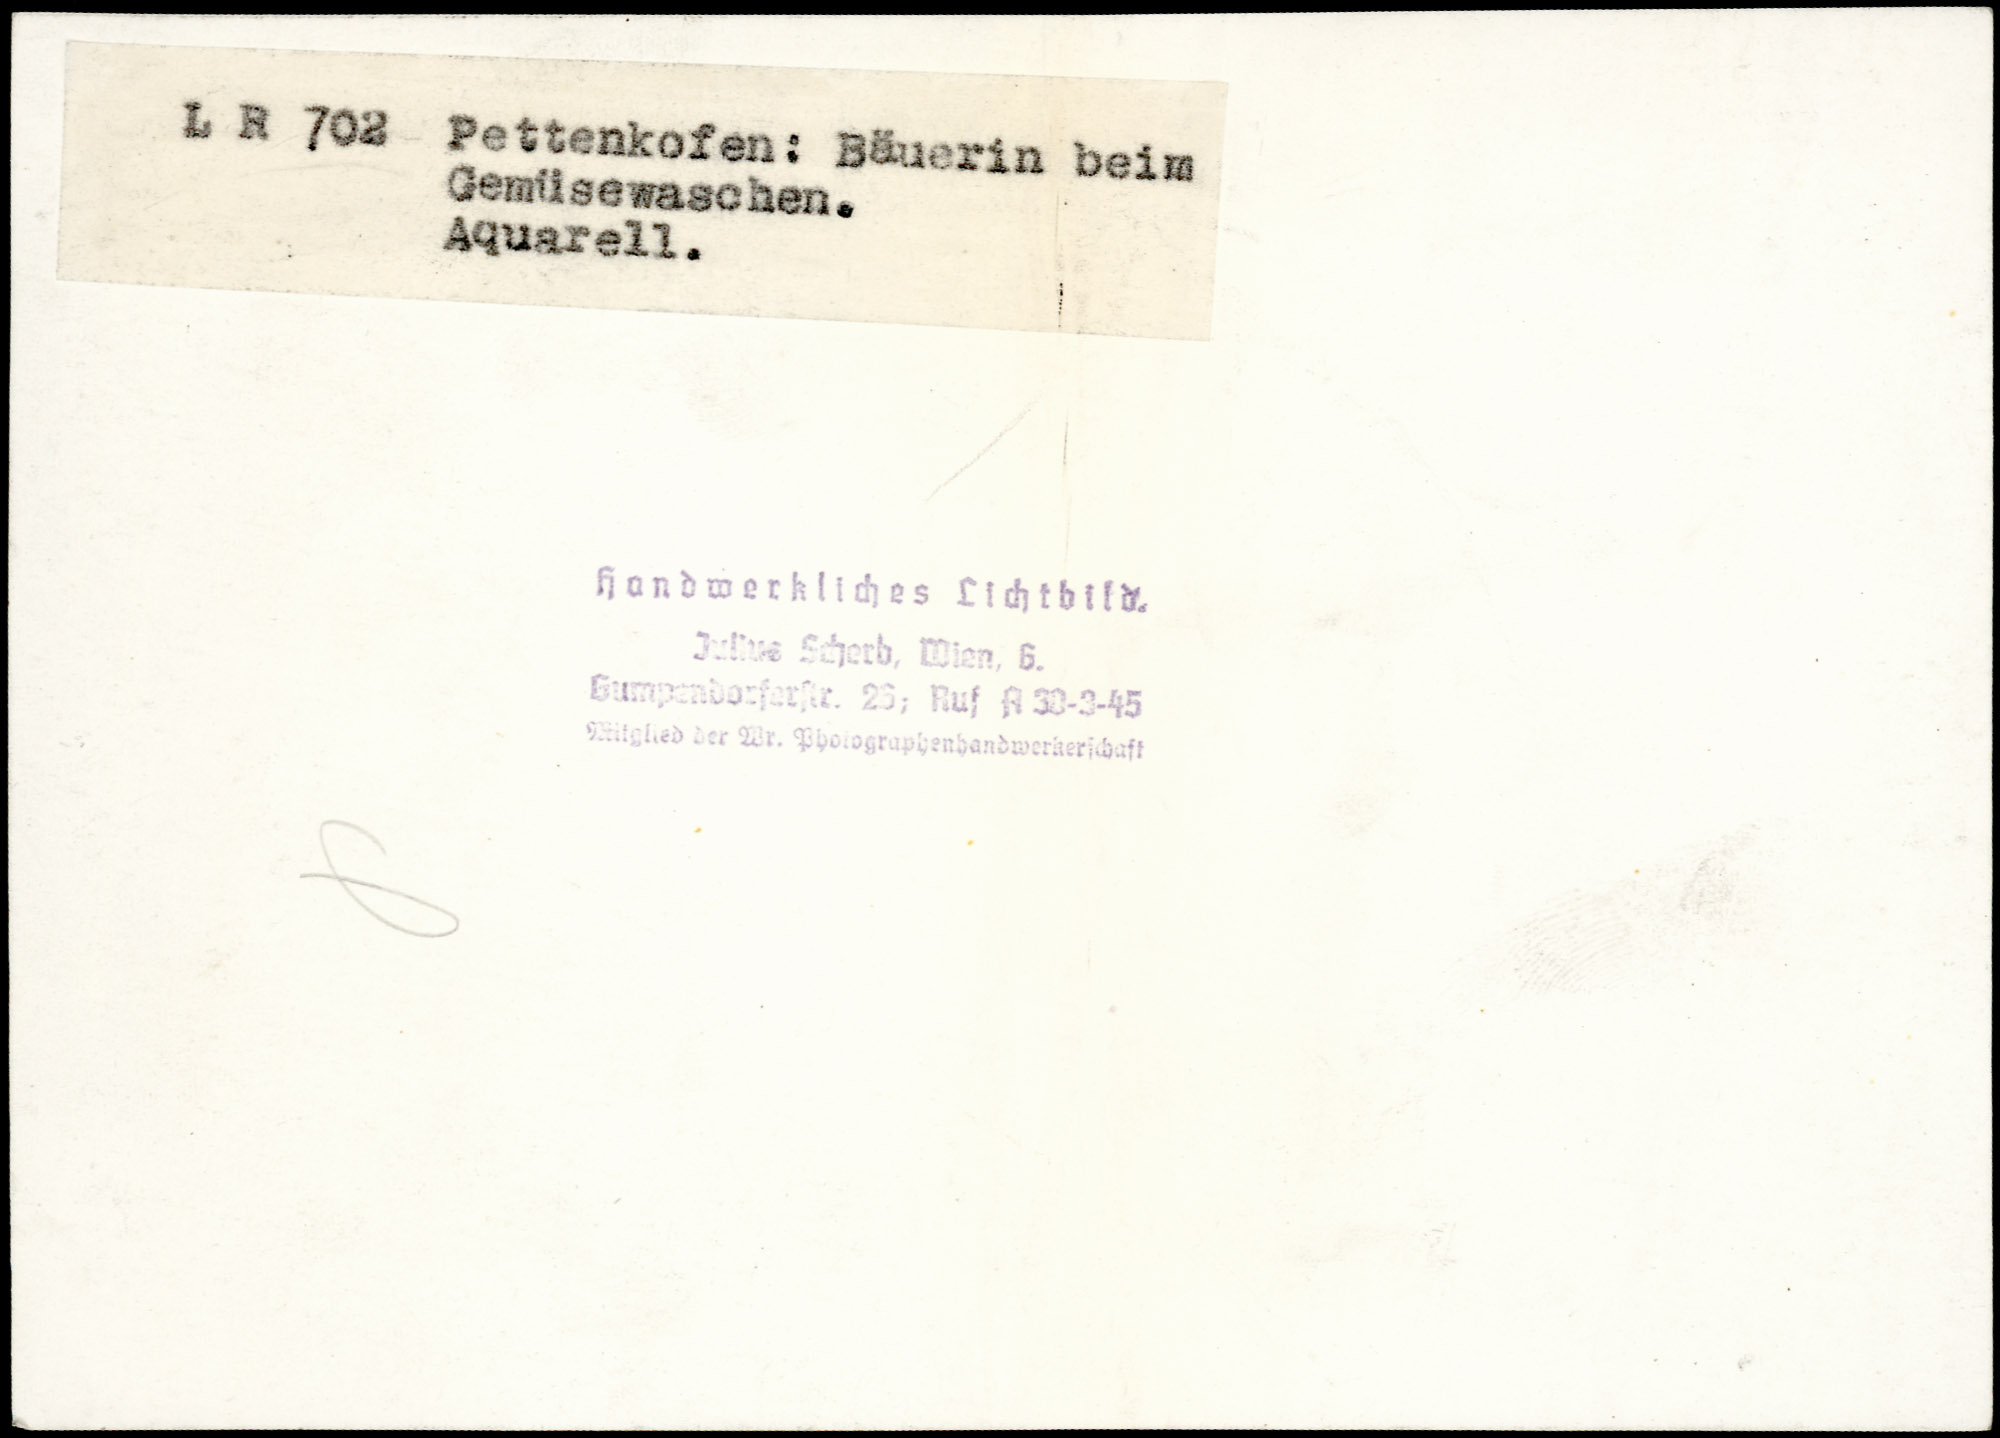 L R 702 Pettenkofen: Bäuerin beim
Gemüsewaschen.
Aquarell.
Handwerkliches Lichtbild.
Julius Scherb, Wien, 6.
Gumpendorferstr. 25; Ruf A 30-3-45
Mitglied der Wr. Photographenhandwerkerschaft